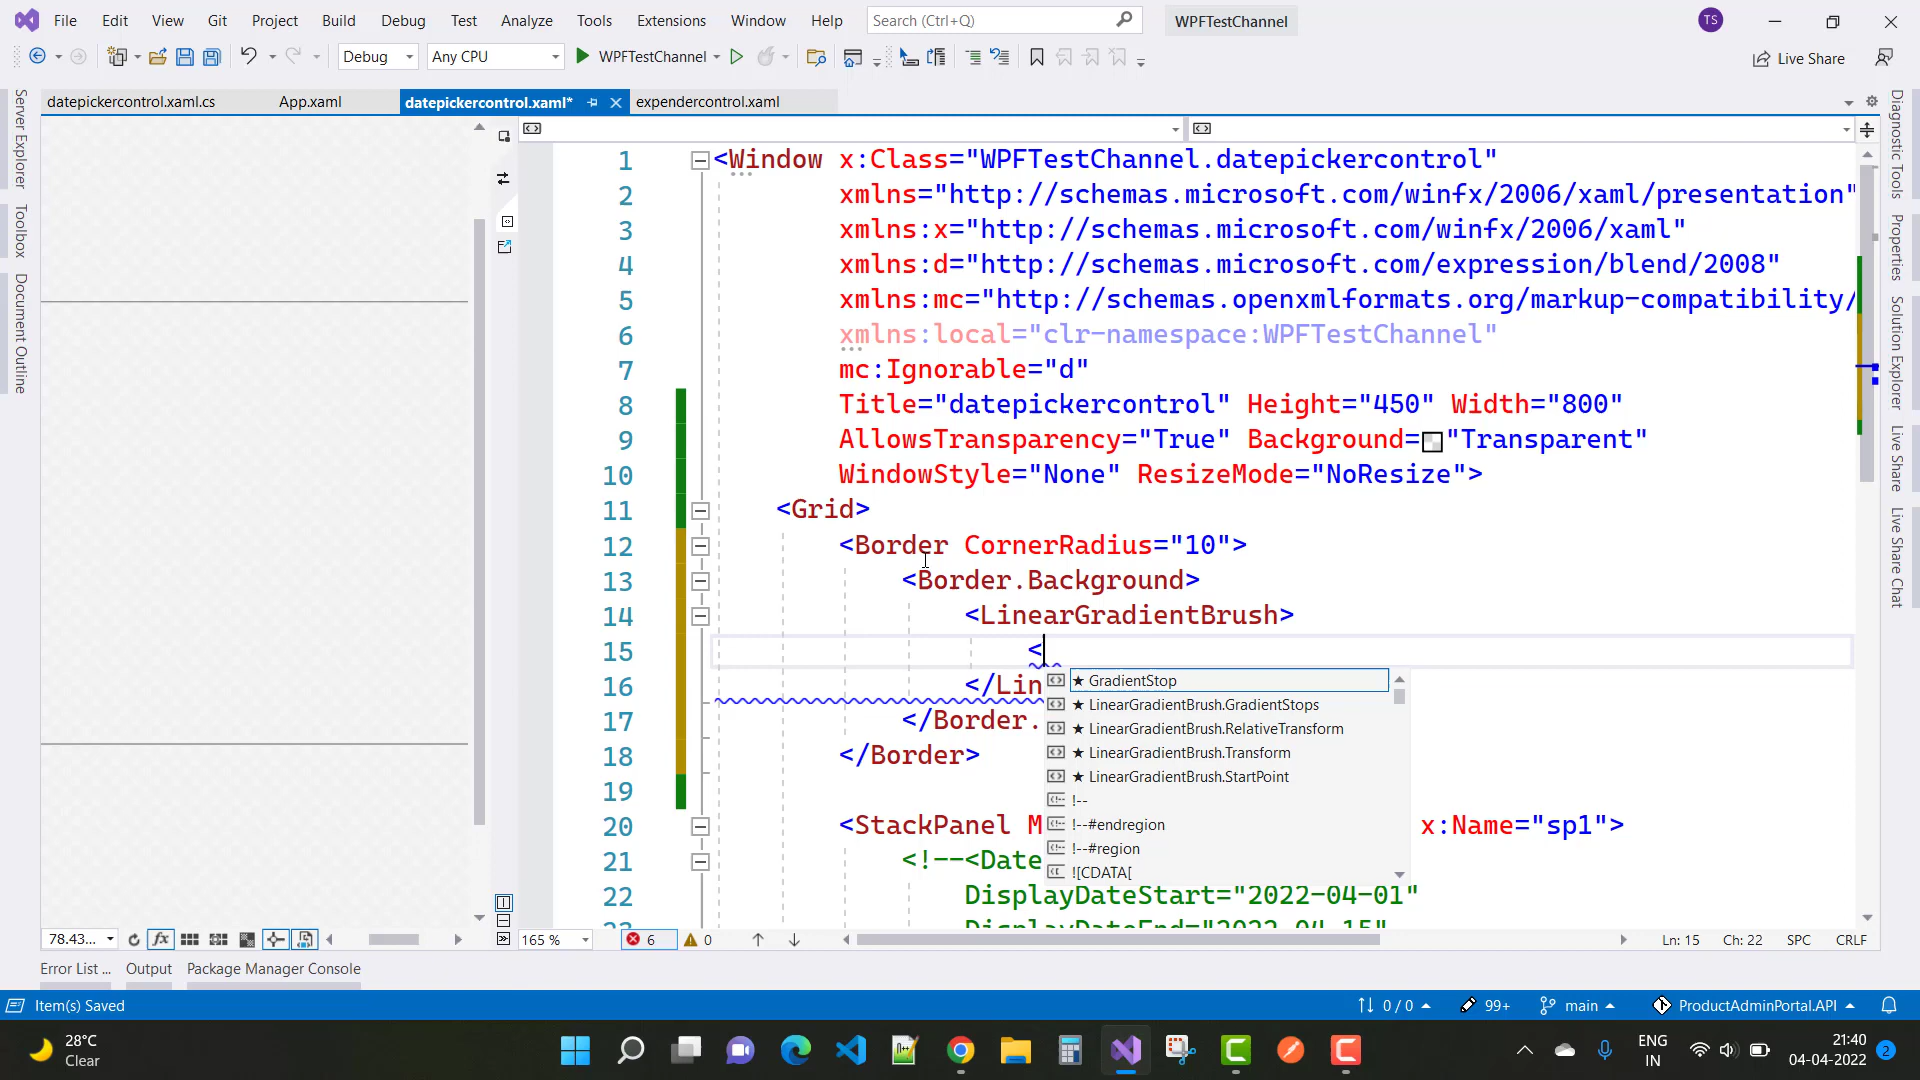 File Edit View Git Project Build Debug Test Analyze Tools Extensions Window Help Search (Ctrl+Q) WPFTestChannel TS
Debug Any CPU WPFTestChannel Live Share
datepickercontrol.xaml.cs App.xaml datepickercontrol.xaml* expendercontrol.xaml
Server Explorer
Toolbox
Document Outline
1 <Window x:Class="WPFTestChannel.datepickercontrol"
2 xmlns="http://schemas.microsoft.com/winfx/2006/xaml/presentation"
3 xmlns:x="http://schemas.microsoft.com/winfx/2006/xaml"
4 xmlns:d="http://schemas.microsoft.com/expression/blend/2008"
5 xmlns:mc="http://schemas.openxmlformats.org/markup-compatibility/
6 xmlns:local="clr-namespace:WPFTestChannel"
7 mc:Ignorable="d"
8 Title="datepickercontrol" Height="450" Width="800"
9 AllowsTransparency="True" Background="Transparent"
10 WindowStyle="None" ResizeMode="NoResize">
11 <Grid>
12 <Border CornerRadius="10">
13 <Border.Background>
14 <LinearGradientBrush>
15 <
16 </Lin
17 </Border.
18 </Border>
19
20 <StackPanel M x:Name="sp1">
21 <!--<Date
22 DisplayDateStart="2022-04-01"
DisplayDateEnd="2022-04-15"
★ GradientStop
★ LinearGradientBrush.GradientStops
★ LinearGradientBrush.RelativeTransform
★ LinearGradientBrush.Transform
★ LinearGradientBrush.StartPoint
!--
!--#endregion
!--#region
![CDATA[
Diagnostic Tools
Properties
Solution Explorer
Live Share
Live Share Chat
78.43... 165 % 6 0 Ln: 15 Ch: 22 SPC CRLF
Error List ... Output Package Manager Console
Item(s) Saved 0 / 0 99+ main ProductAdminPortal.API
28°C
Clear
ENG
IN
21:40
04-04-2022
2